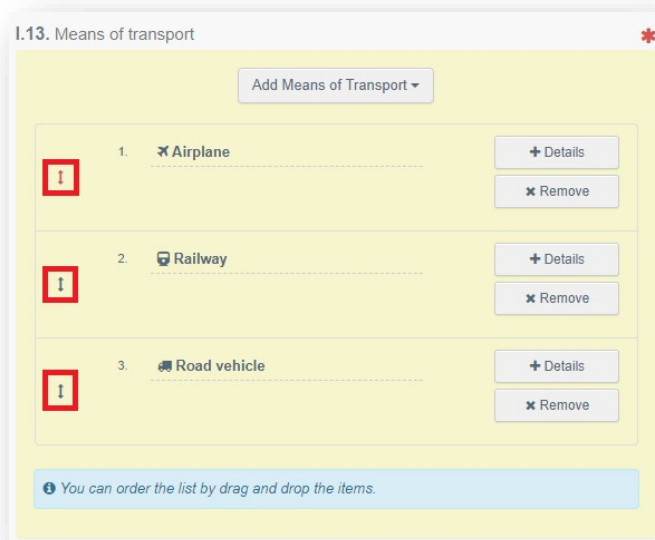 I.13. Means of transport *
Add Means of Transport
1. Airplane
+ Details
× Remove
2. Railway
+ Details
× Remove
3. Road vehicle
+ Details
× Remove
You can order the list by drag and drop the items.